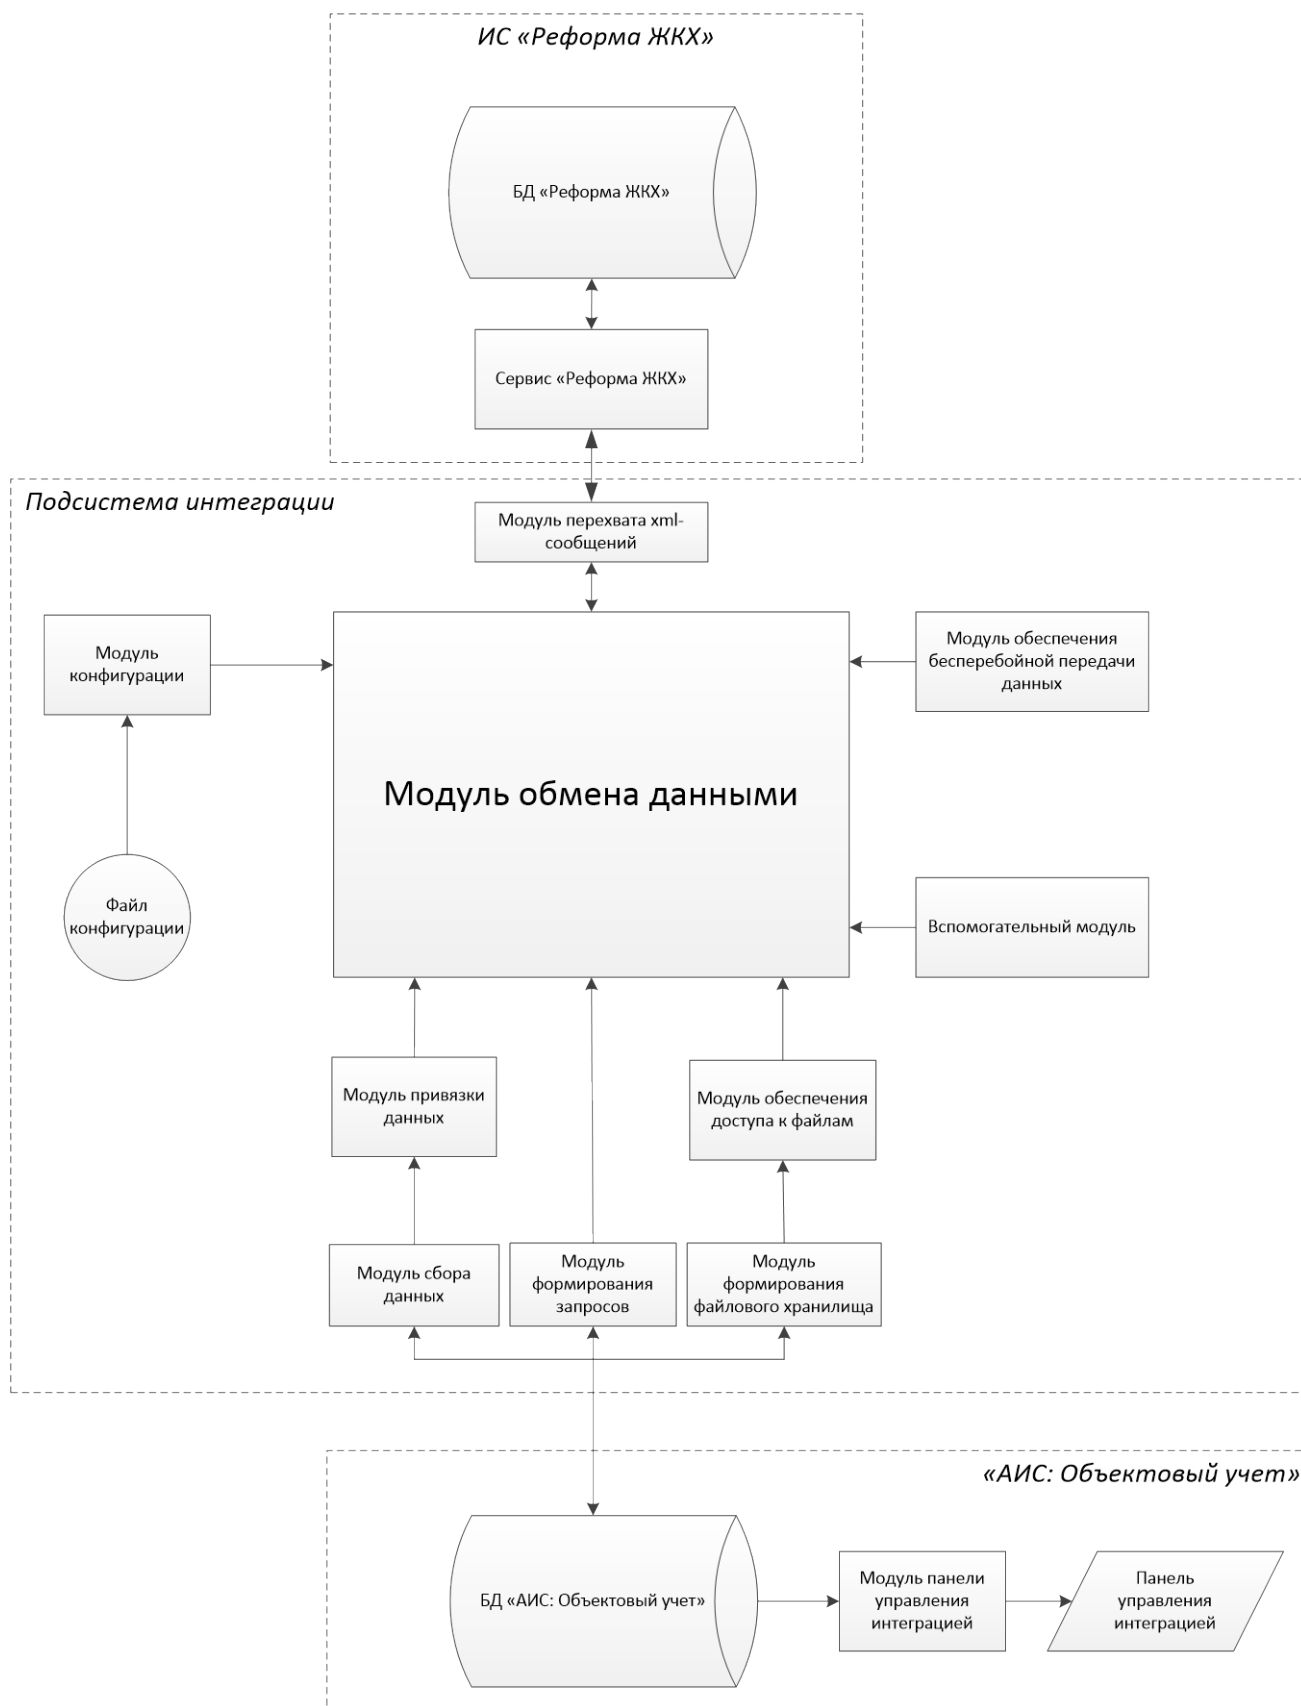 ИС «Реформа ЖКХ»
БД «Реформа ЖКХ»
Сервис «Реформа ЖКХ»
Подсистема интеграции
Модуль перехвата xml-
сообщений
Модуль
конфигурации
Модуль обеспечения
бесперебойной передачи
данных
Модуль обмена данными
Файл
конфигурации
Вспомогательный модуль
Модуль привязки
данных
Модуль обеспечения
доступа к файлам
Модуль сбора
данных
Модуль
формирования
запросов
Модуль
формирования
файлового хранилища
«АИС: Объектовый учет»
БД «АИС: Объектовый учет»
Модуль панели
управления
интеграцией
Панель
управления
интеграцией